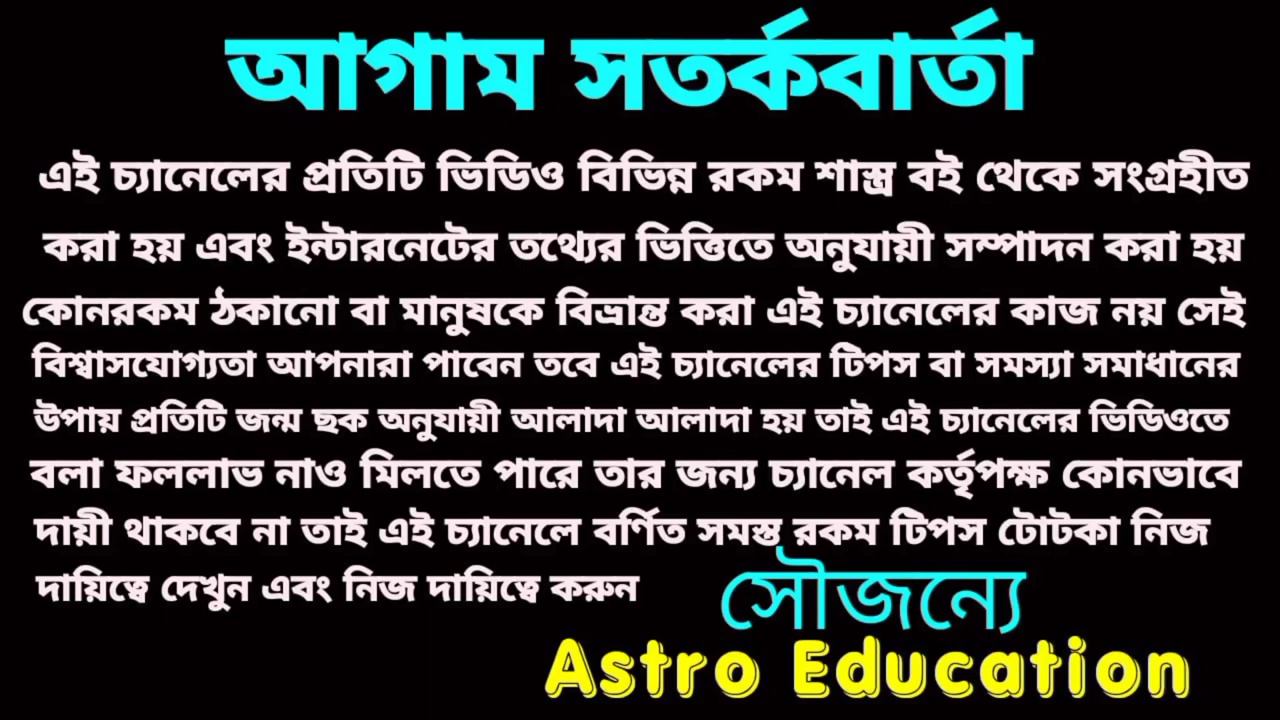 আগাম সতর্কবার্তা
এই চ্যানেলের প্রতিটি ভিডিও বিভিন্ন রকম শাস্ত্র বই থেকে সংগ্রহীত
করা হয় এবং ইন্টারনেটের তথ্যের ভিত্তিতে অনুযায়ী সম্পাদন করা হয়
কোনরকম ঠকানো বা মানুষকে বিভ্রান্ত করা এই চ্যানেলের কাজ নয় সেই
বিশ্বাসযোগ্যতা আপনারা পাবেন তবে এই চ্যানেলের টিপস বা সমস্যা সমাধানের
উপায় প্রতিটি জন্ম ছক অনুযায়ী আলাদা আলাদা হয় তাই এই চ্যানেলের ভিডিওতে
বলা ফললাভ নাও মিলতে পারে তার জন্য চ্যানেল কর্তৃপক্ষ কোনভাবে
দায়ী থাকবে না তাই এই চ্যানেলে বর্ণিত সমস্ত রকম টিপস টোটকা নিজ
দায়িত্বে দেখুন এবং নিজ দায়িত্বে করুন
সৌজন্যে
Astro Education